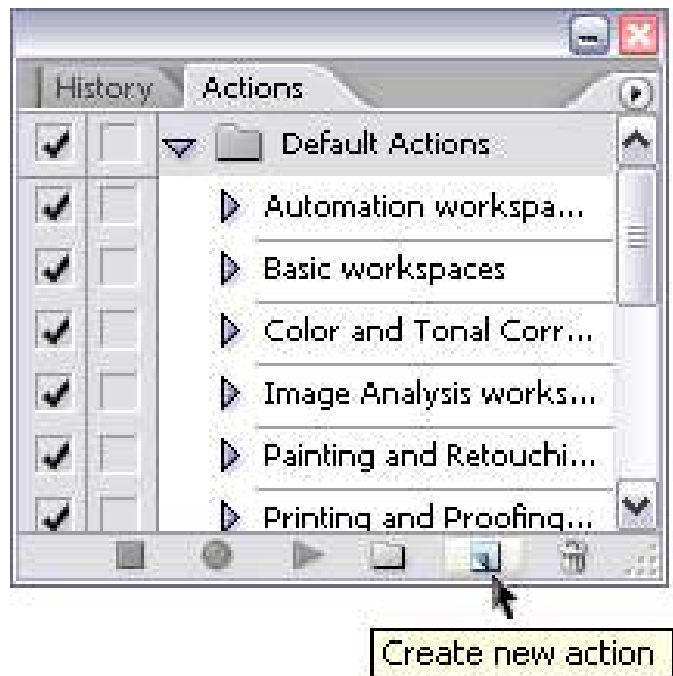 History Actions
Default Actions
Automation workspa...
Basic workspaces
Color and Tonal Corr...
Image Analysis works...
Painting and Retouchi...
Printing and Proofing...
Create new action